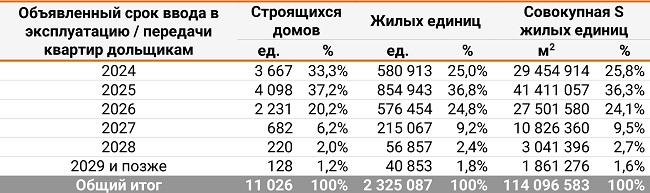 Объявленный срок ввода в эксплуатацию / передачи квартир дольщикам | Строящихся домов | Жилых единиц | Совокупная S жилых единиц
ед. % ед. % м² %
2024 3 667 33,3% 580 913 25,0% 29 454 914 25,8%
2025 4 098 37,2% 854 943 36,8% 41 411 057 36,3%
2026 2 231 20,2% 576 454 24,8% 27 501 580 24,1%
2027 682 6,2% 215 067 9,2% 10 826 360 9,5%
2028 220 2,0% 56 857 2,4% 3 041 396 2,7%
2029 и позже 128 1,2% 40 853 1,8% 1 861 276 1,6%
Общий итог 11 026 100% 2 325 087 100% 114 096 583 100%